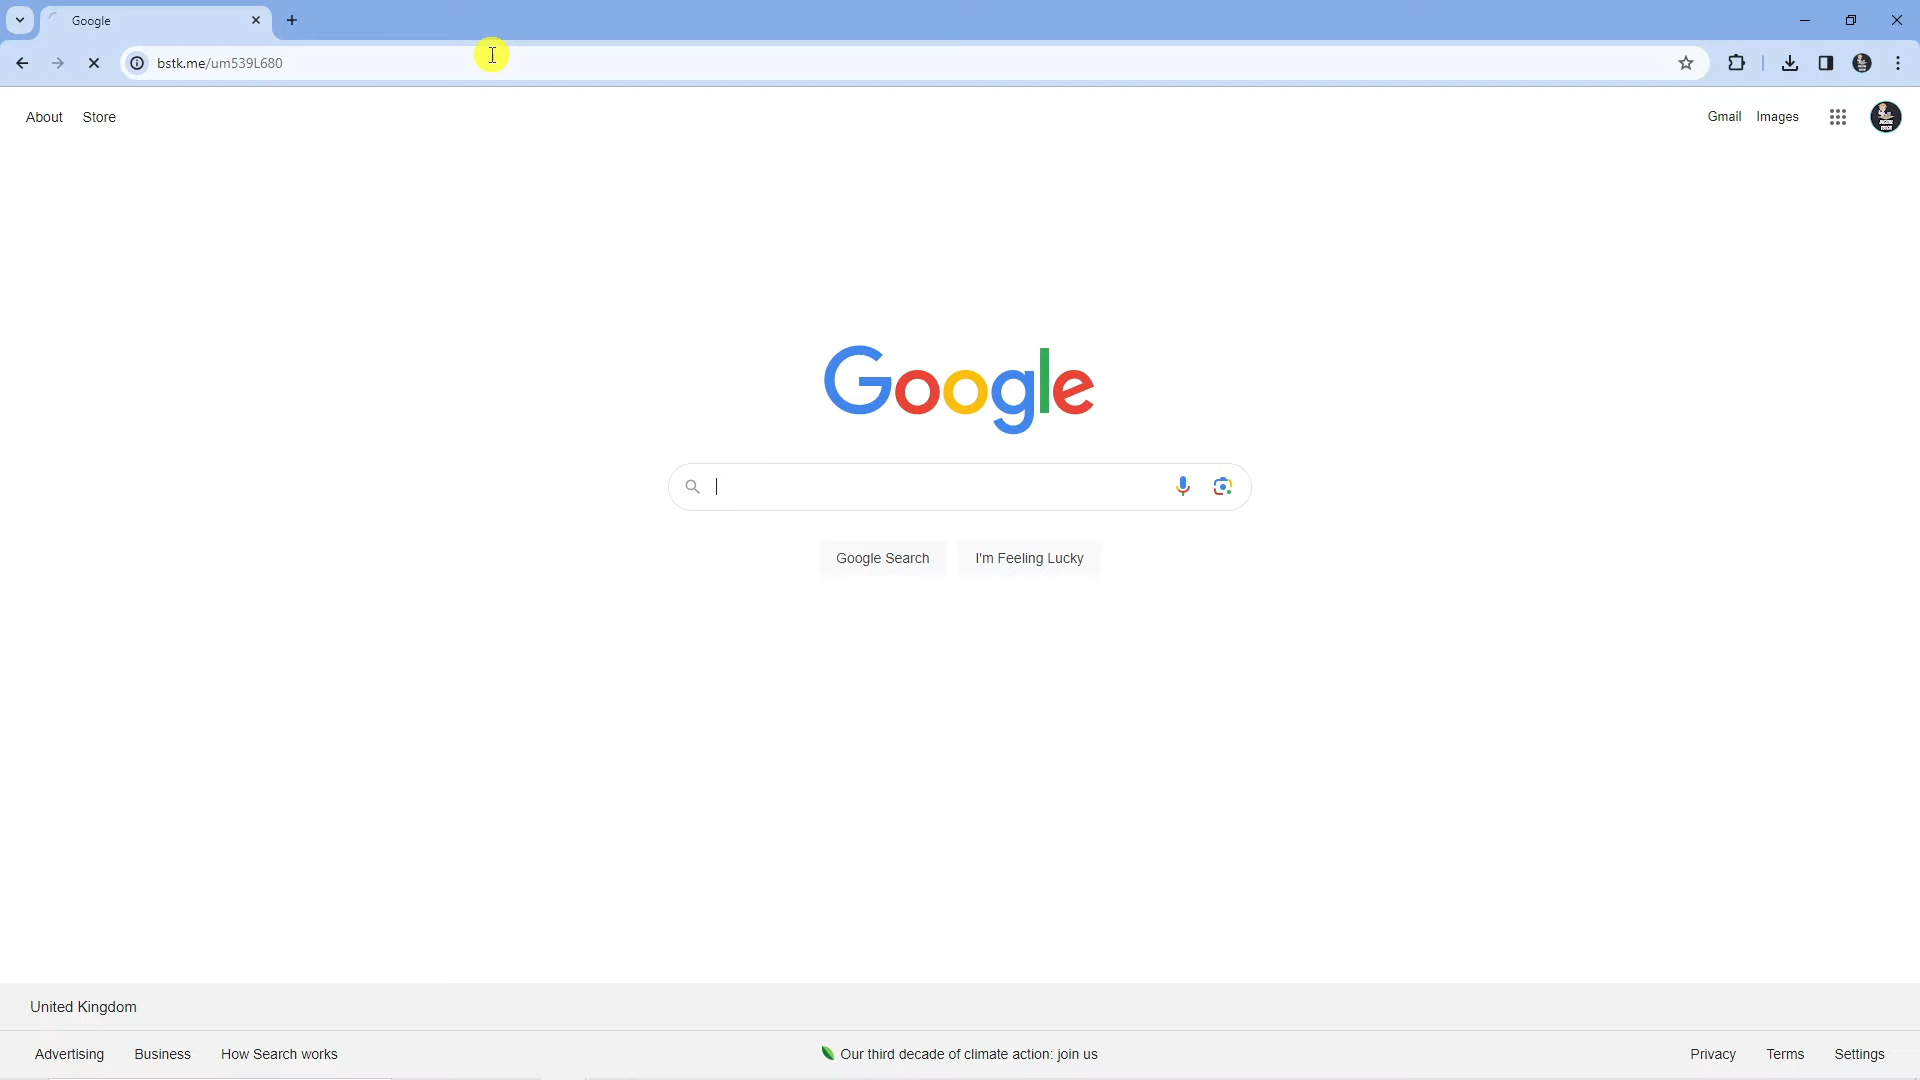 Google
bstk.me/um539L680
About Store
Gmail Images
Google
Google Search I'm Feeling Lucky
United Kingdom
Advertising Business How Search works
Our third decade of climate action: join us
Privacy Terms Settings